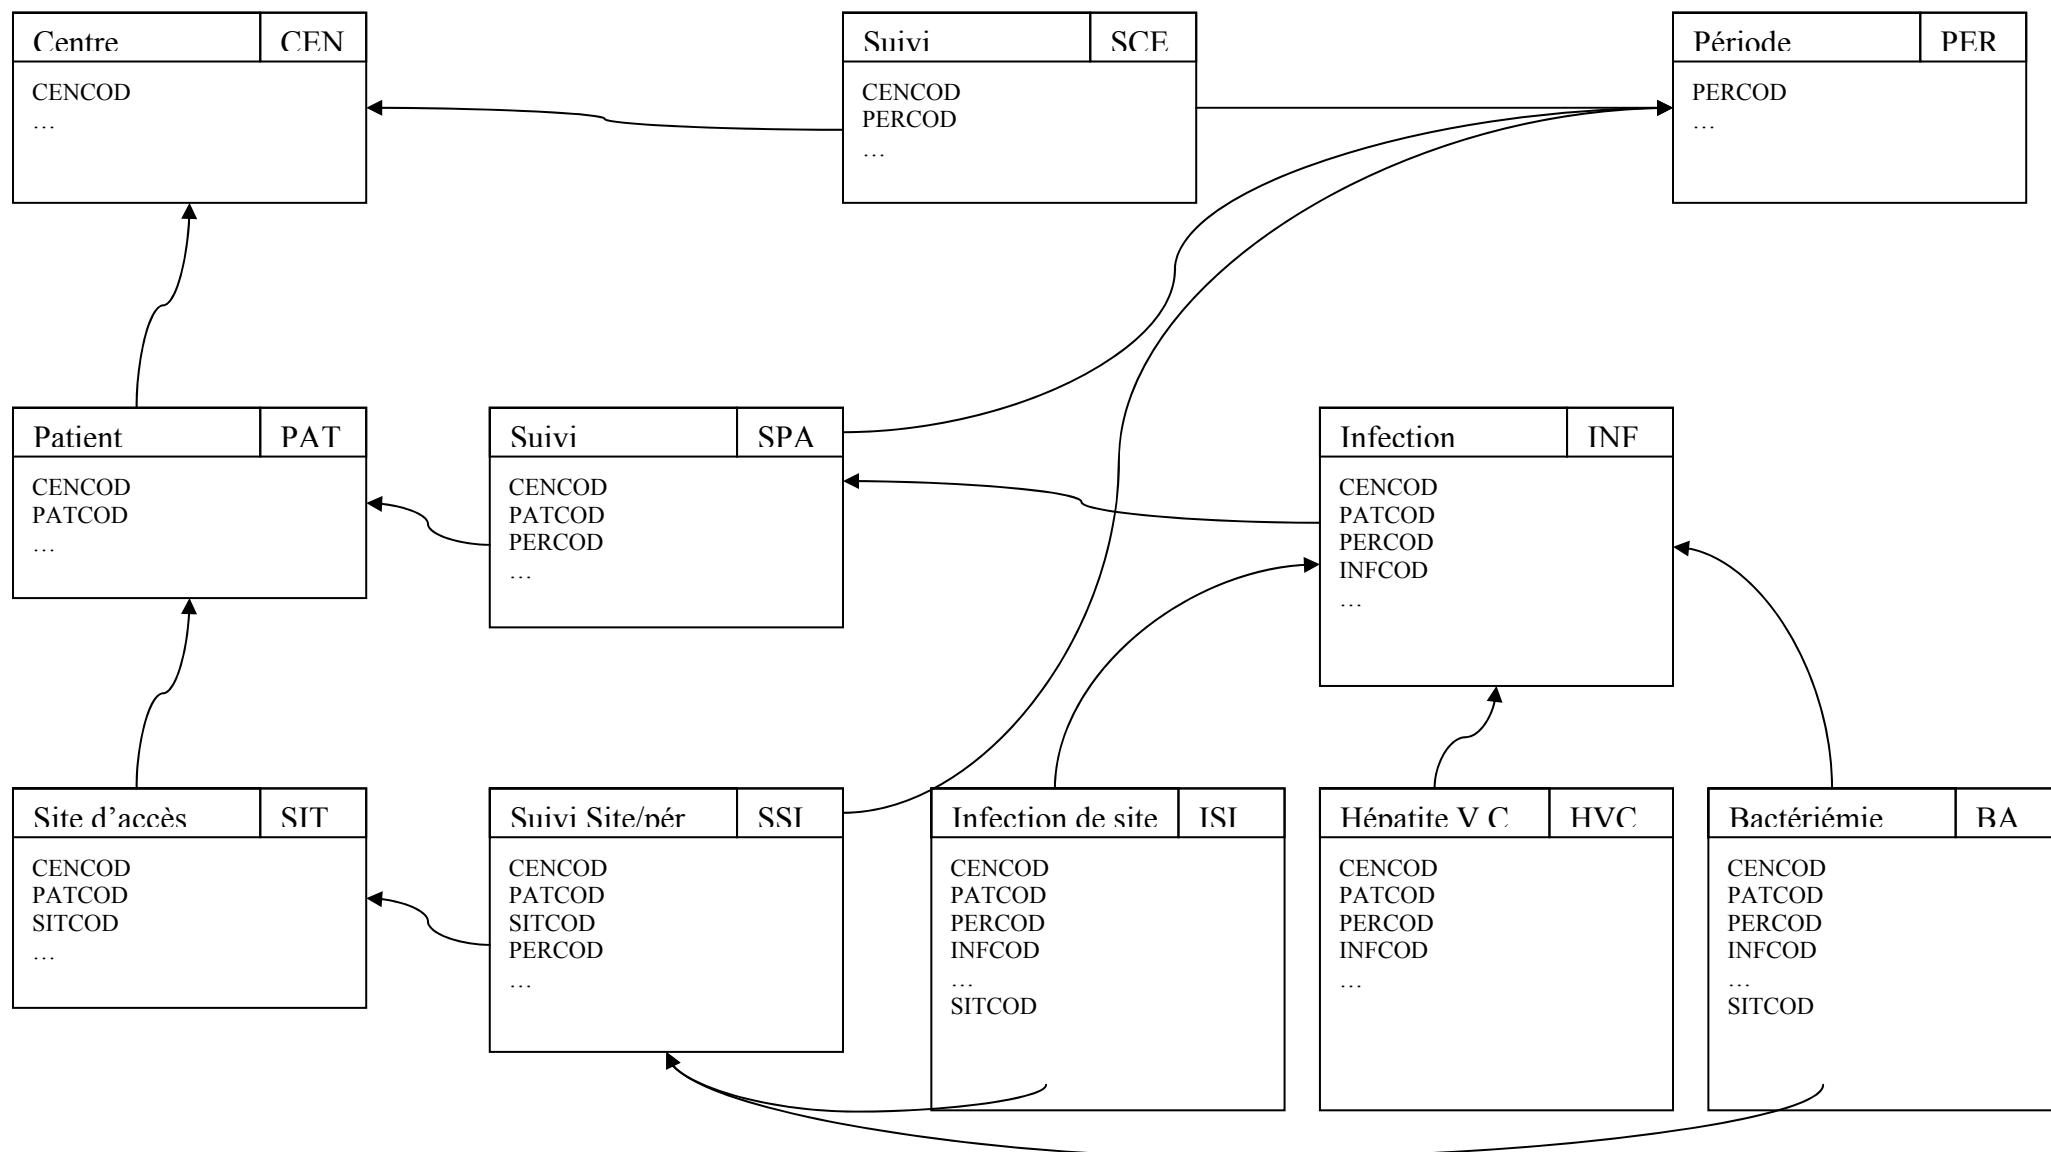 Centre CEN
CENCOD
…
Suivi SCE
CENCOD
PERCOD
…
Période PER
PERCOD
…
Patient PAT
CENCOD
PATCOD
…
Suivi SPA
CENCOD
PATCOD
PERCOD
…
Infection INF
CENCOD
PATCOD
PERCOD
INFCOD
…
Site d’accès SIT
CENCOD
PATCOD
SITCOD
…
Suivi Site/pér SSI
CENCOD
PATCOD
SITCOD
PERCOD
…
Infection de site ISI
CENCOD
PATCOD
PERCOD
INFCOD
…
SITCOD
Hépatite V C HVC
CENCOD
PATCOD
PERCOD
INFCOD
…
Bactériémie BA
CENCOD
PATCOD
PERCOD
INFCOD
…
SITCOD